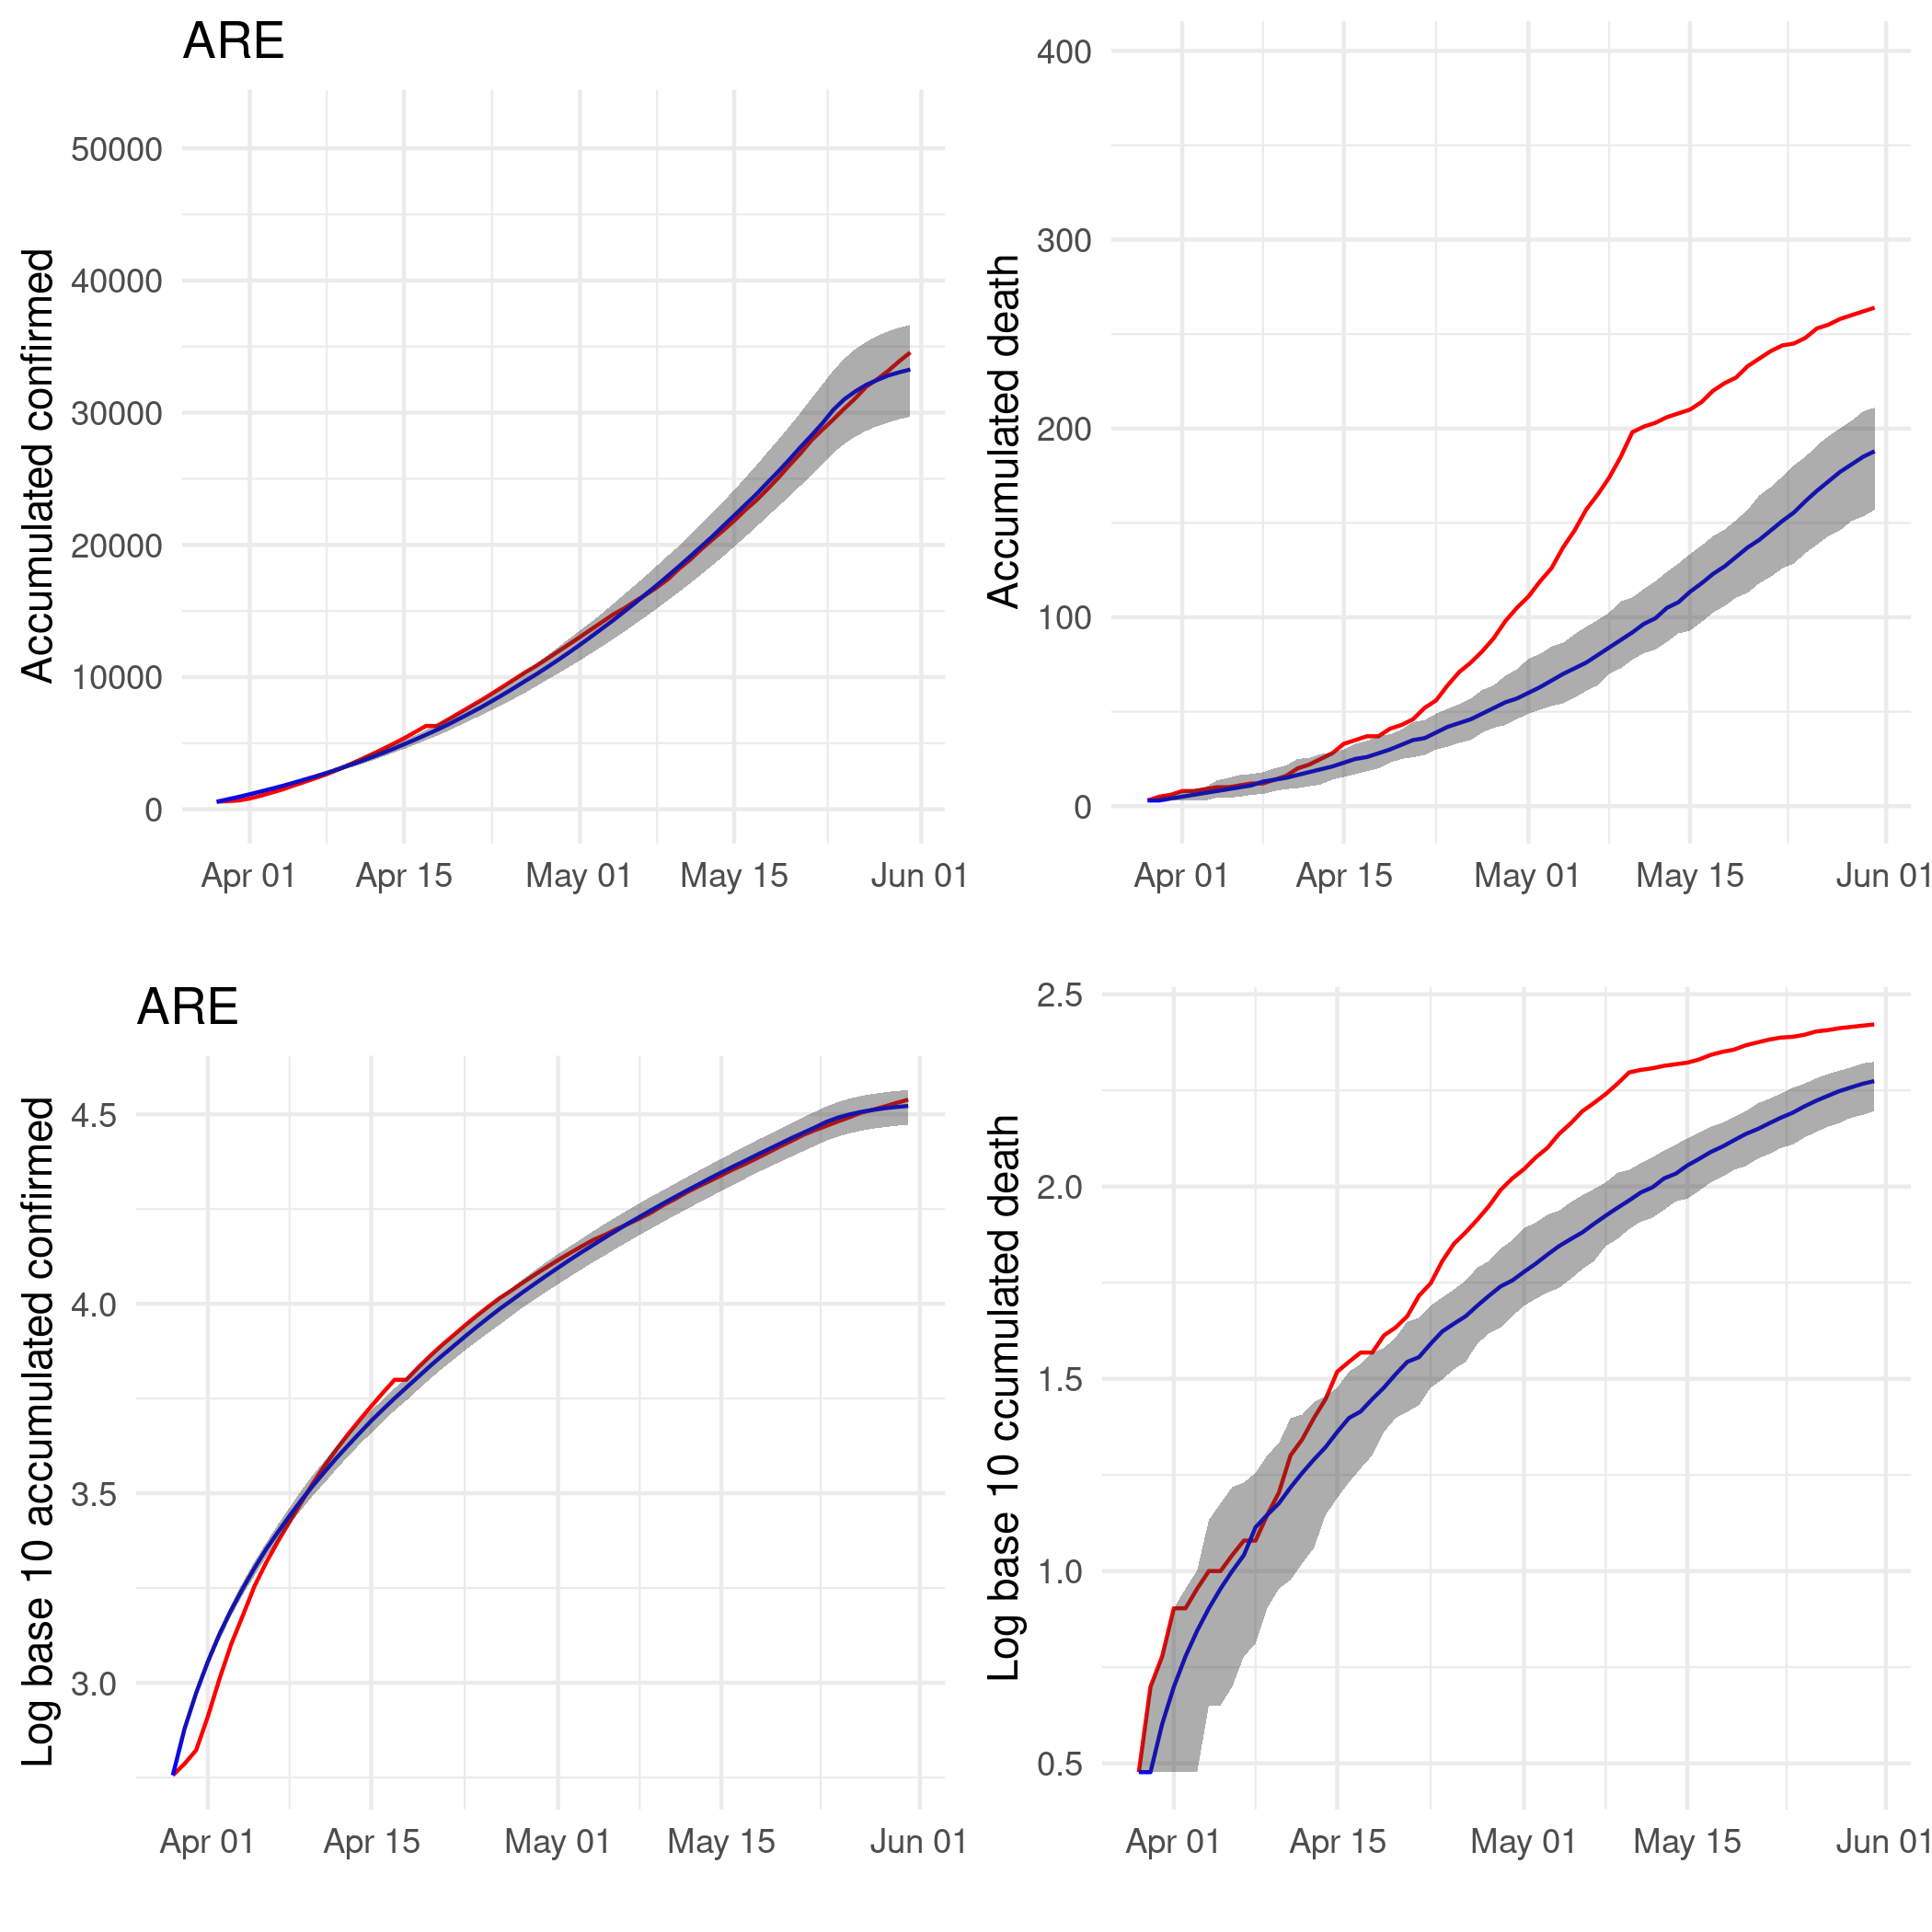 ARE
Accumulated confirmed
50000
40000
30000
20000
10000
0
Apr 01 Apr 15 May 01 May 15 Jun 01
Accumulated death
400
300
200
100
0
Apr 01 Apr 15 May 01 May 15 Jun 01
ARE
Log base 10 accumulated confirmed
4.5
4.0
3.5
3.0
Apr 01 Apr 15 May 01 May 15 Jun 01
Log base 10 ccumulated death
2.5
2.0
1.5
1.0
0.5
Apr 01 Apr 15 May 01 May 15 Jun 01